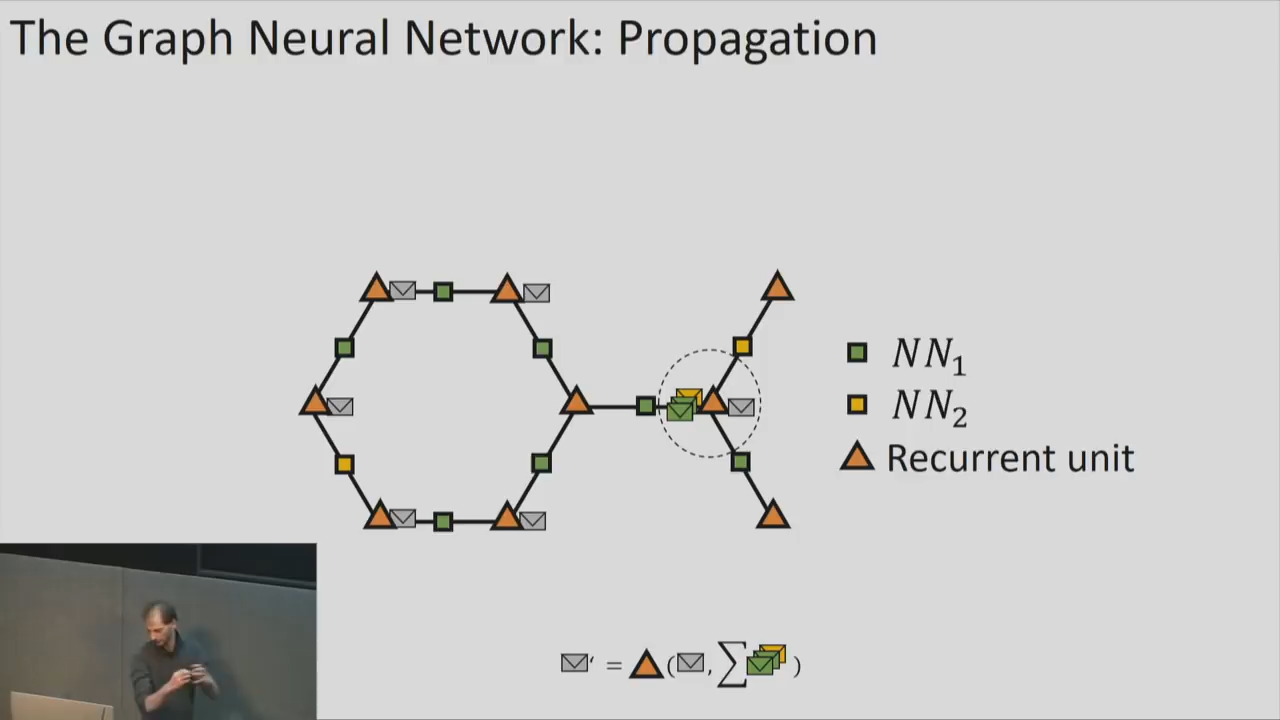 The Graph Neural Network: Propagation
NN₁
NN₂
Recurrent unit
′ = ( , ∑ )